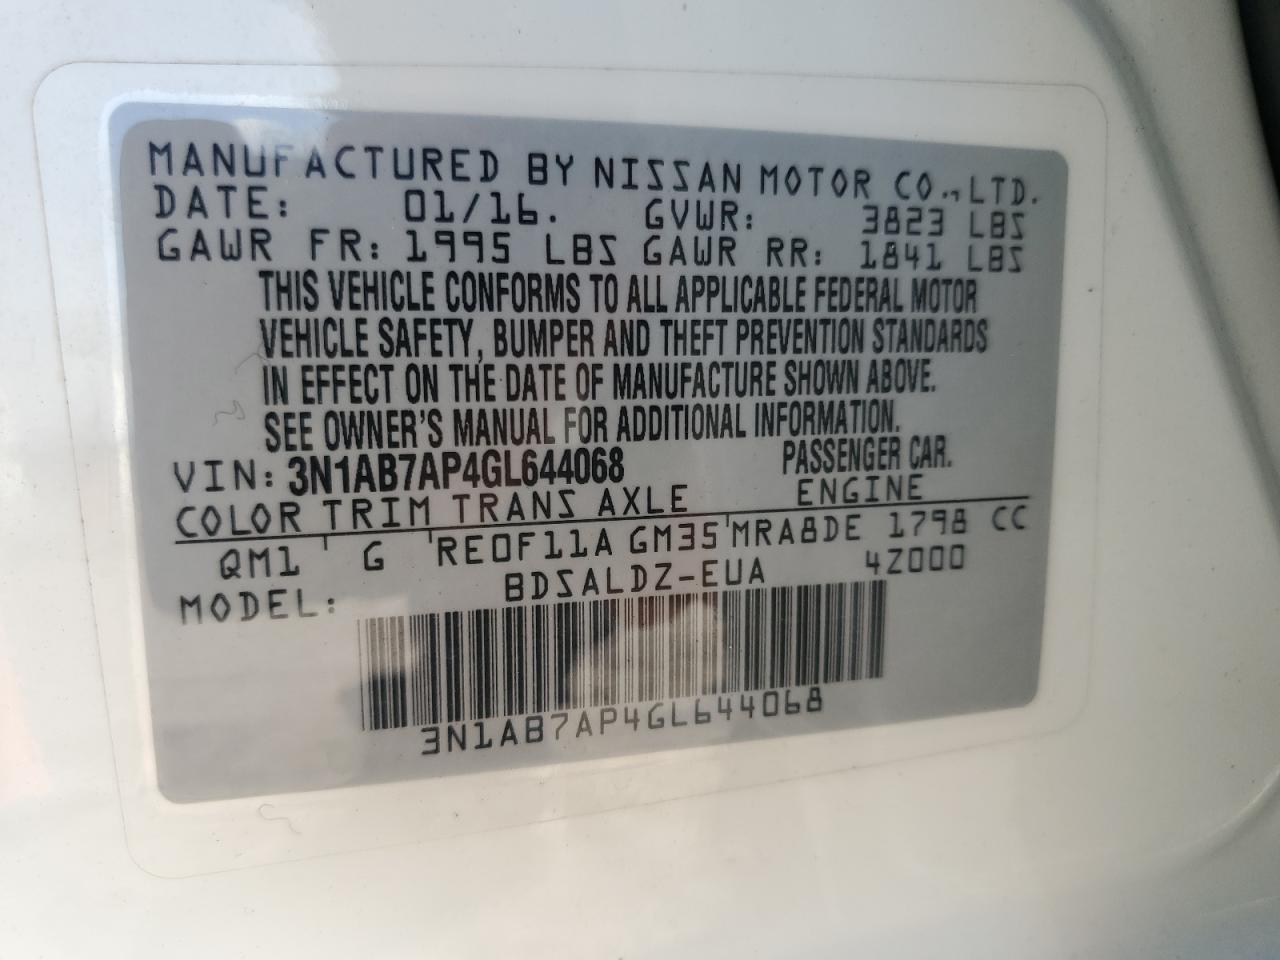 MANUFACTURED BY NISSAN MOTOR CO., LTD.
DATE: 01/16. GVWR: 3823 LBS
GAWR FR: 1995 LBS GAWR RR: 1841 LBS
THIS VEHICLE CONFORMS TO ALL APPLICABLE FEDERAL MOTOR
VEHICLE SAFETY, BUMPER AND THEFT PREVENTION STANDARDS
IN EFFECT ON THE DATE OF MANUFACTURE SHOWN ABOVE.
SEE OWNER'S MANUAL FOR ADDITIONAL INFORMATION.
VIN: 3N1AB7AP4GL644068 PASSENGER CAR.
COLOR TRIM TRANS AXLE ENGINE
QM1 G RE0F11A GM35 MRA8DE 1798 CC
MODEL: BDSALDZ-EUA 4Z000
3N1AB7AP4GL644068